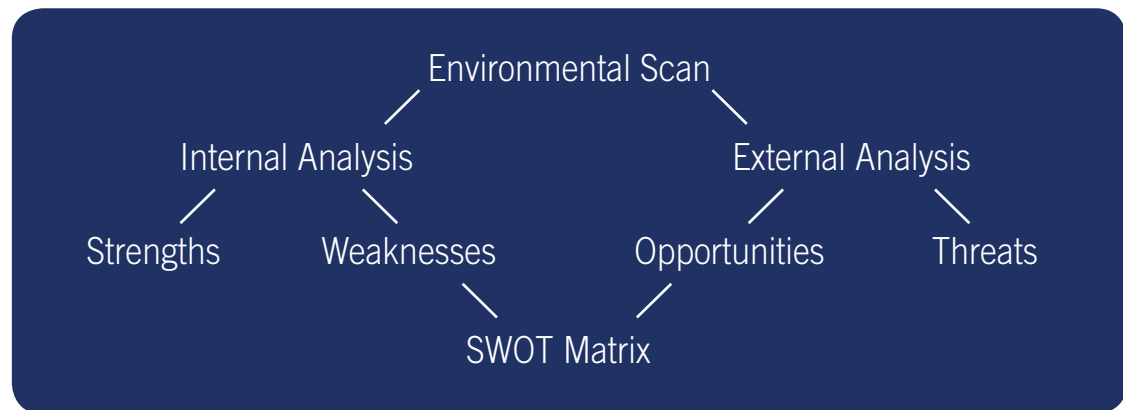 Environmental Scan
Internal Analysis External Analysis
Strengths Weaknesses Opportunities Threats
SWOT Matrix